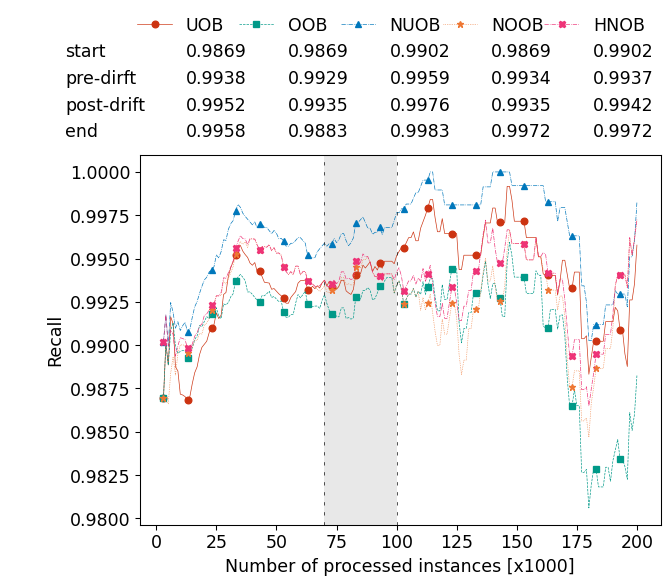 UOB OOB NUOB NOOB HNOB
start 0.9869 0.9869 0.9902 0.9869 0.9902
pre-dirft 0.9938 0.9929 0.9959 0.9934 0.9937
post-drift 0.9952 0.9935 0.9976 0.9935 0.9942
end 0.9958 0.9883 0.9983 0.9972 0.9972
1.0000
0.9975
0.9950
0.9925
0.9900
0.9875
0.9850
0.9825
0.9800
Recall
0 25 50 75 100 125 150 175 200
Number of processed instances [x1000]